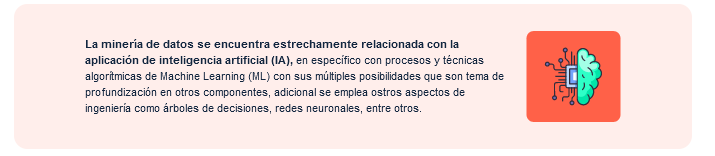 La minería de datos se encuentra estrechamente relacionada con la
aplicación de inteligencia artificial (IA), en específico con procesos y técnicas
algorítmicas de Machine Learning (ML) con sus múltiples posibilidades que son tema de
profundización en otros componentes, adicional se emplea ostros aspectos de
ingeniería como árboles de decisiones, redes neuronales, entre otros.